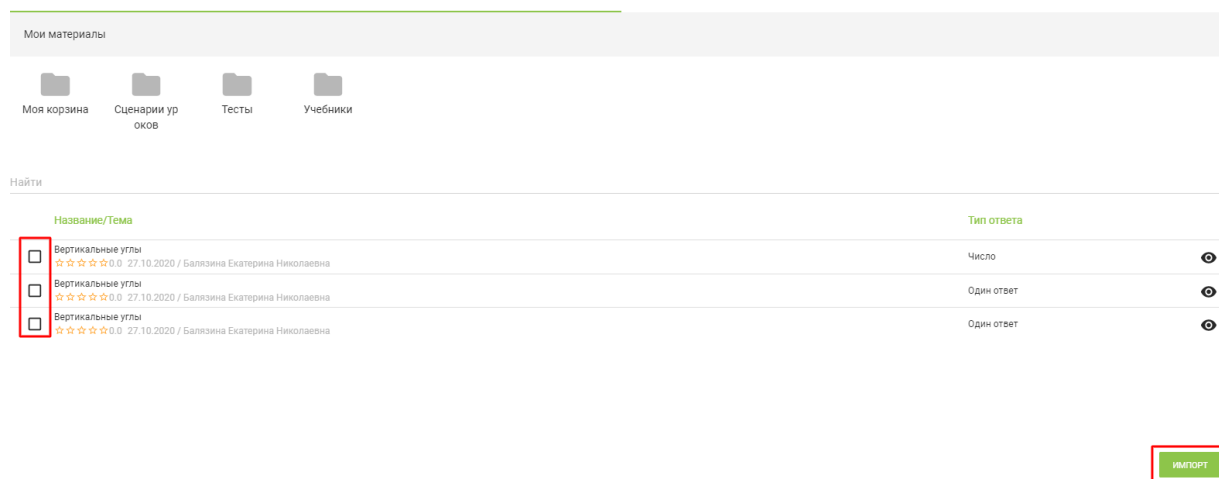 Мои материалы
Моя корзина
Сценарии ур
оков
Тесты
Учебники
Найти
Название/Тема
Тип ответа
Вертикальные углы
Число
0.0 27.10.2020 / Балязина Екатерина Николаевна
Вертикальные углы
Один ответ
0.0 27.10.2020 / Балязина Екатерина Николаевна
Вертикальные углы
Один ответ
0.0 27.10.2020 / Балязина Екатерина Николаевна
ИМПОРТ